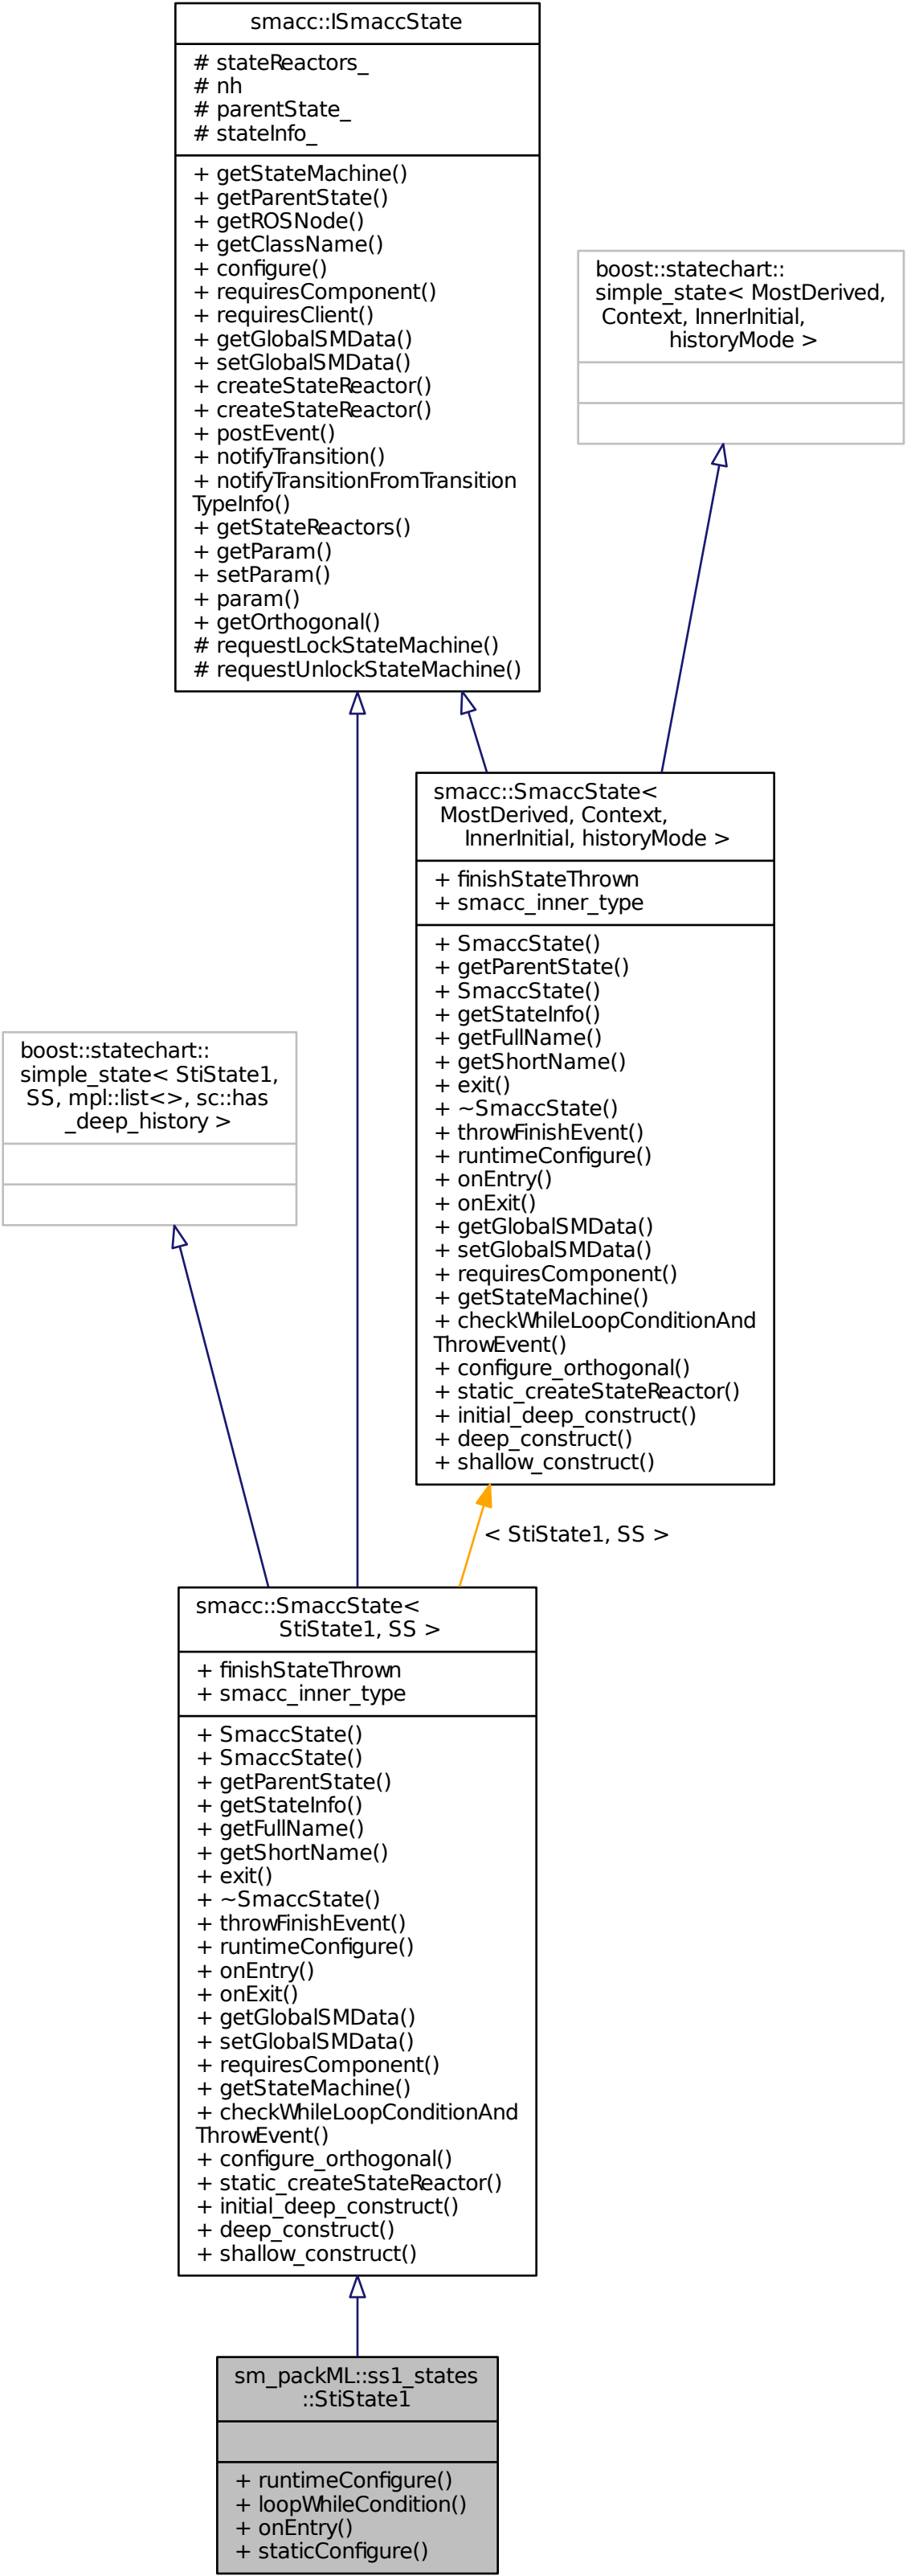 smacc::ISmaccState
# stateReactors_
# nh
# parentState_
# stateInfo_
+ getStateMachine()
+ getParentState()
+ getROSNode()
+ getClassName()
+ configure()
+ requiresComponent()
+ requiresClient()
+ getGlobalSMData()
+ setGlobalSMData()
+ createStateReactor()
+ createStateReactor()
+ postEvent()
+ notifyTransition()
+ notifyTransitionFromTransition
TypeInfo()
+ getStateReactors()
+ getParam()
+ setParam()
+ param()
+ getOrthogonal()
# requestLockStateMachine()
# requestUnlockStateMachine()
boost::statechart::
simple_state< MostDerived,
Context, InnerInitial,
historyMode >
smacc::SmaccState<
MostDerived, Context,
InnerInitial, historyMode >
+ finishStateThrown
+ smacc_inner_type
+ SmaccState()
+ getParentState()
+ SmaccState()
+ getStateInfo()
+ getFullName()
+ getShortName()
+ exit()
+ ~SmaccState()
+ throwFinishEvent()
+ runtimeConfigure()
+ onEntry()
+ onExit()
+ getGlobalSMData()
+ setGlobalSMData()
+ requiresComponent()
+ getStateMachine()
+ checkWhileLoopConditionAnd
ThrowEvent()
+ configure_orthogonal()
+ static_createStateReactor()
+ initial_deep_construct()
+ deep_construct()
+ shallow_construct()
boost::statechart::
simple_state< StiState1,
SS, mpl::list<>, sc::has
_deep_history >
< StiState1, SS >
smacc::SmaccState<
StiState1, SS >
+ finishStateThrown
+ smacc_inner_type
+ SmaccState()
+ SmaccState()
+ getParentState()
+ getStateInfo()
+ getFullName()
+ getShortName()
+ exit()
+ ~SmaccState()
+ throwFinishEvent()
+ runtimeConfigure()
+ onEntry()
+ onExit()
+ getGlobalSMData()
+ setGlobalSMData()
+ requiresComponent()
+ getStateMachine()
+ checkWhileLoopConditionAnd
ThrowEvent()
+ configure_orthogonal()
+ static_createStateReactor()
+ initial_deep_construct()
+ deep_construct()
+ shallow_construct()
sm_packML::ss1_states
::StiState1
+ runtimeConfigure()
+ loopWhileCondition()
+ onEntry()
+ staticConfigure()